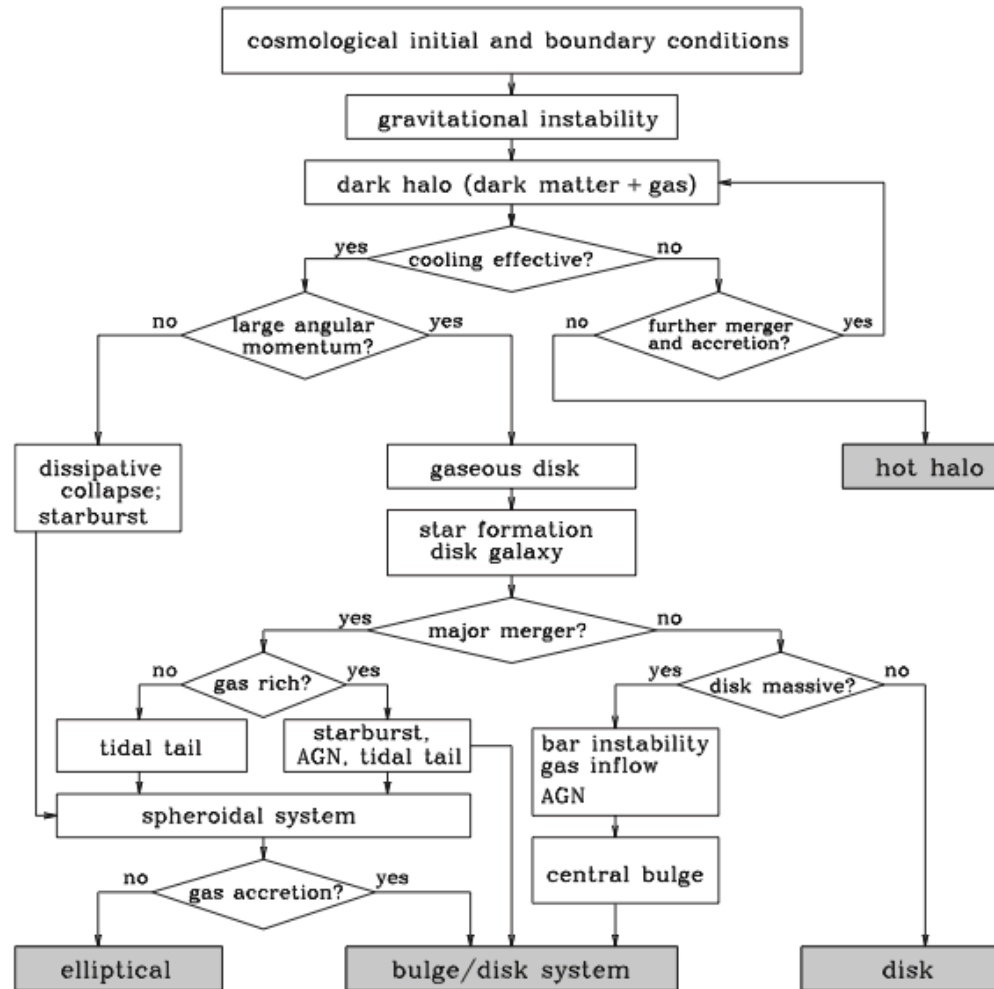 cosmological initial and boundary conditions
gravitational instability
dark halo (dark matter + gas)
yes
no
cooling effective?
no
large angular
momentum?
yes
no
further merger
and accretion?
yes
dissipative
collapse;
starburst
gaseous disk
hot halo
star formation
disk galaxy
yes
major merger?
no
no
gas rich?
yes
yes
disk massive?
no
tidal tail
starburst,
AGN, tidal tail
bar instability
gas inflow
AGN
spheroidal system
central bulge
no
gas accretion?
yes
elliptical
bulge/disk system
disk